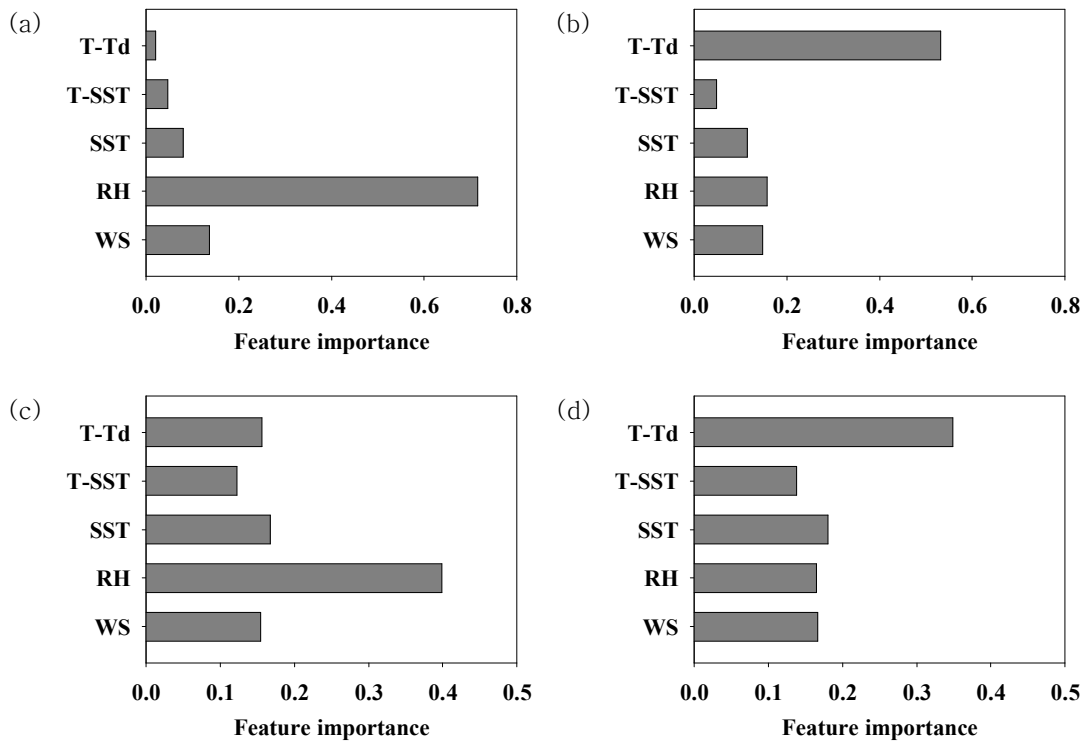 (a)
T-Td
T-SST
SST
RH
WS
0.0 0.2 0.4 0.6 0.8
Feature importance
(b)
T-Td
T-SST
SST
RH
WS
0.0 0.2 0.4 0.6 0.8
Feature importance
(c)
T-Td
T-SST
SST
RH
WS
0.0 0.1 0.2 0.3 0.4 0.5
Feature importance
(d)
T-Td
T-SST
SST
RH
WS
0.0 0.1 0.2 0.3 0.4 0.5
Feature importance